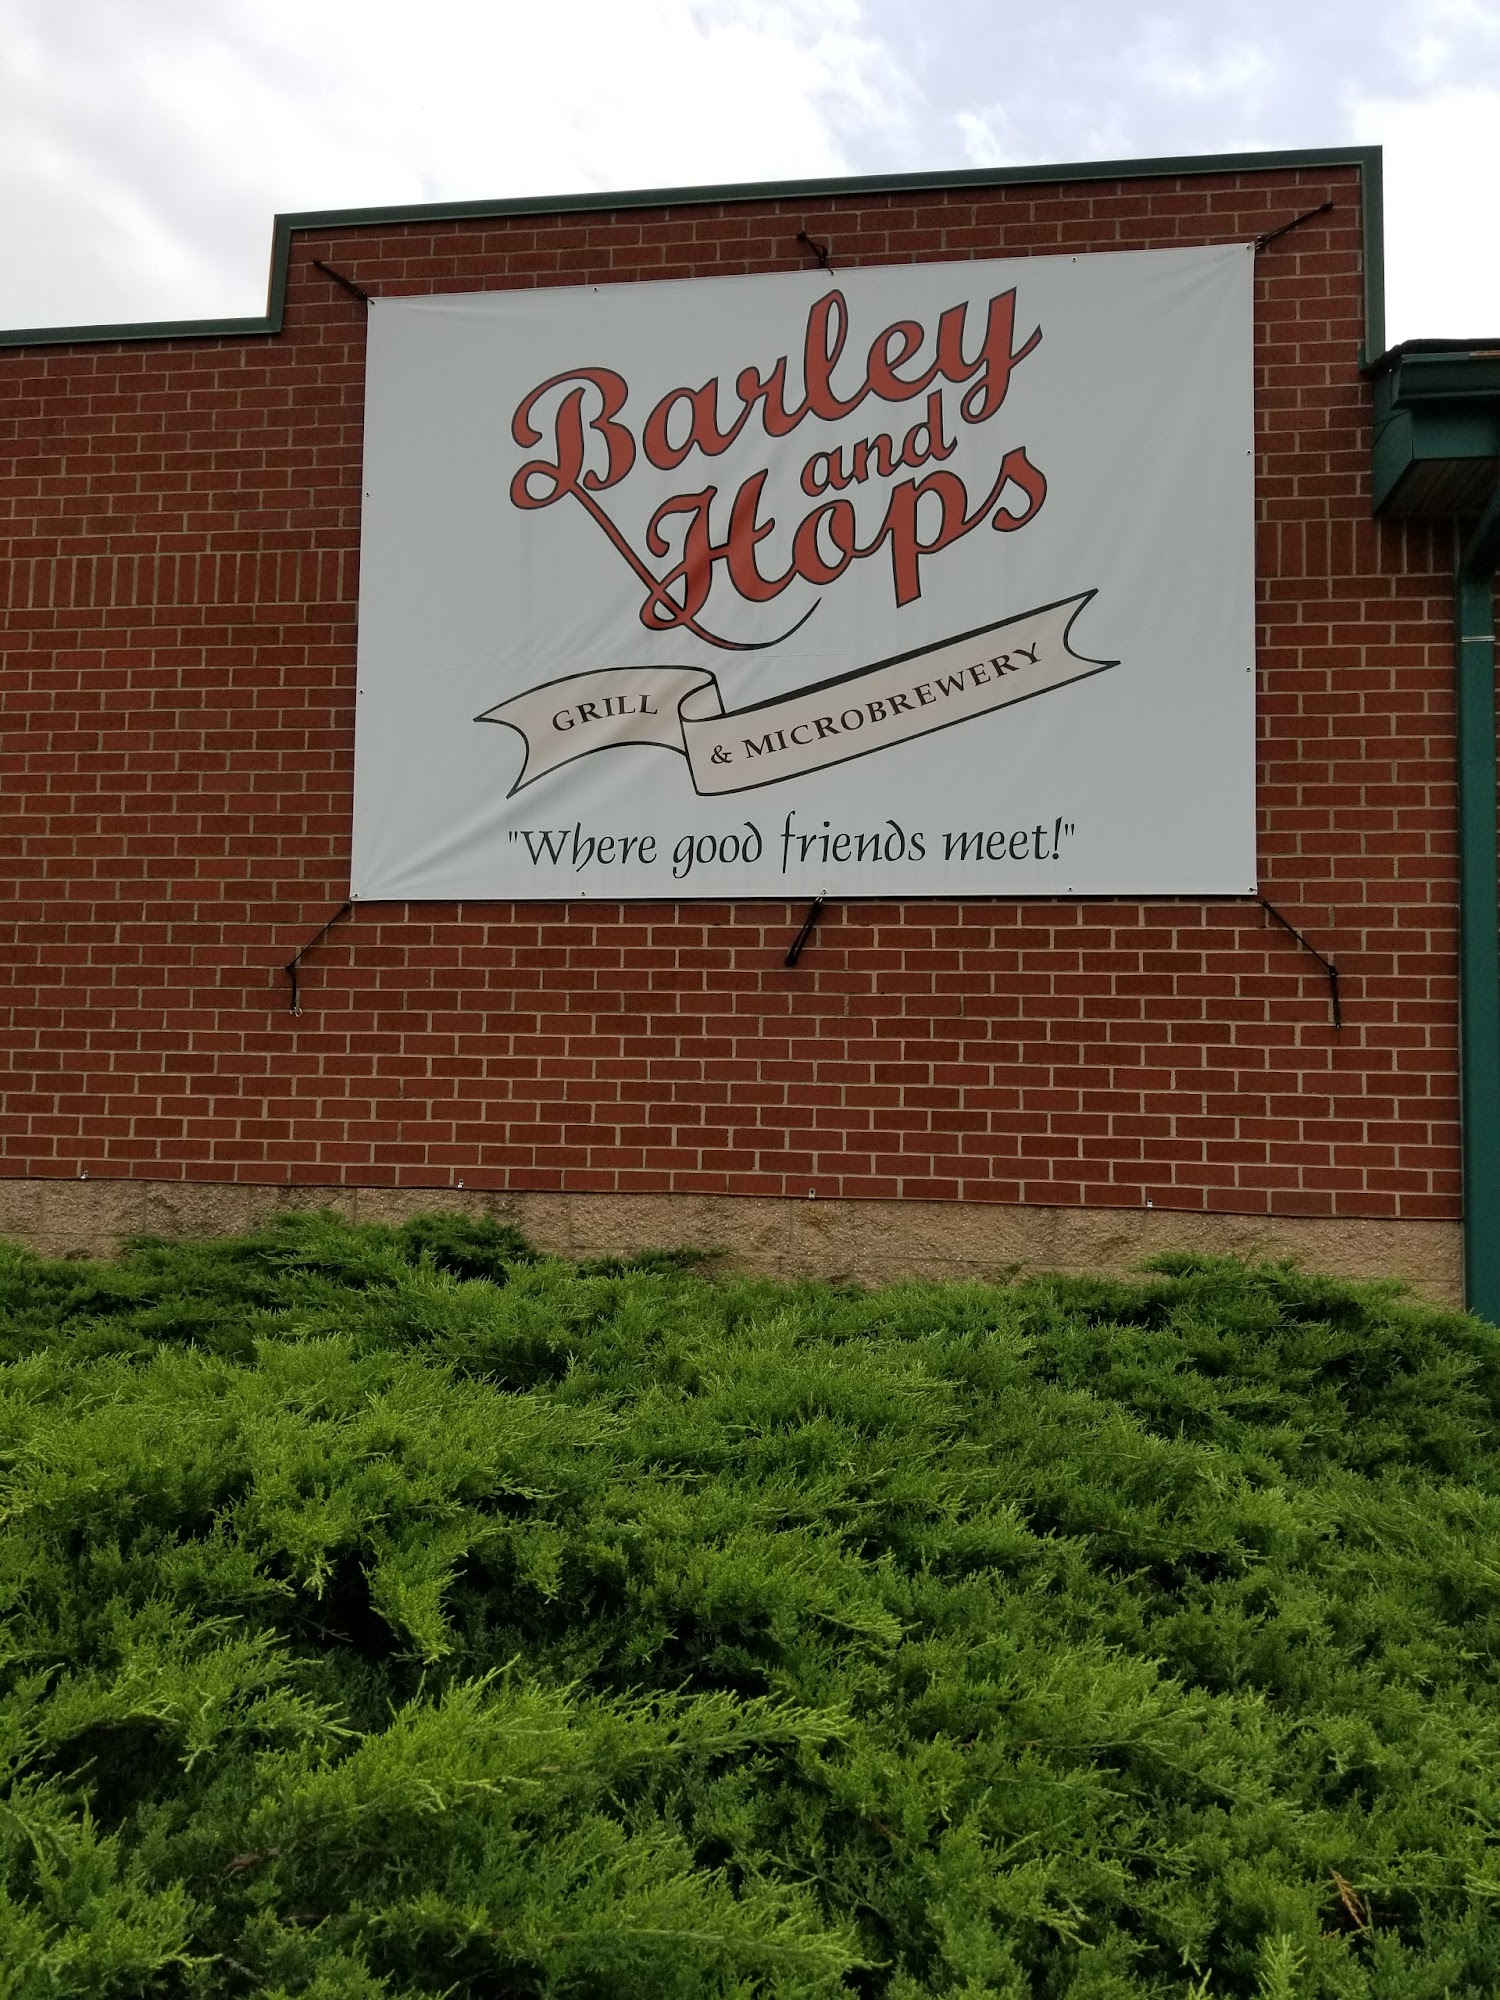 Barley
and
Hops
GRILL
& MICROBREWERY
"Where good friends meet!"